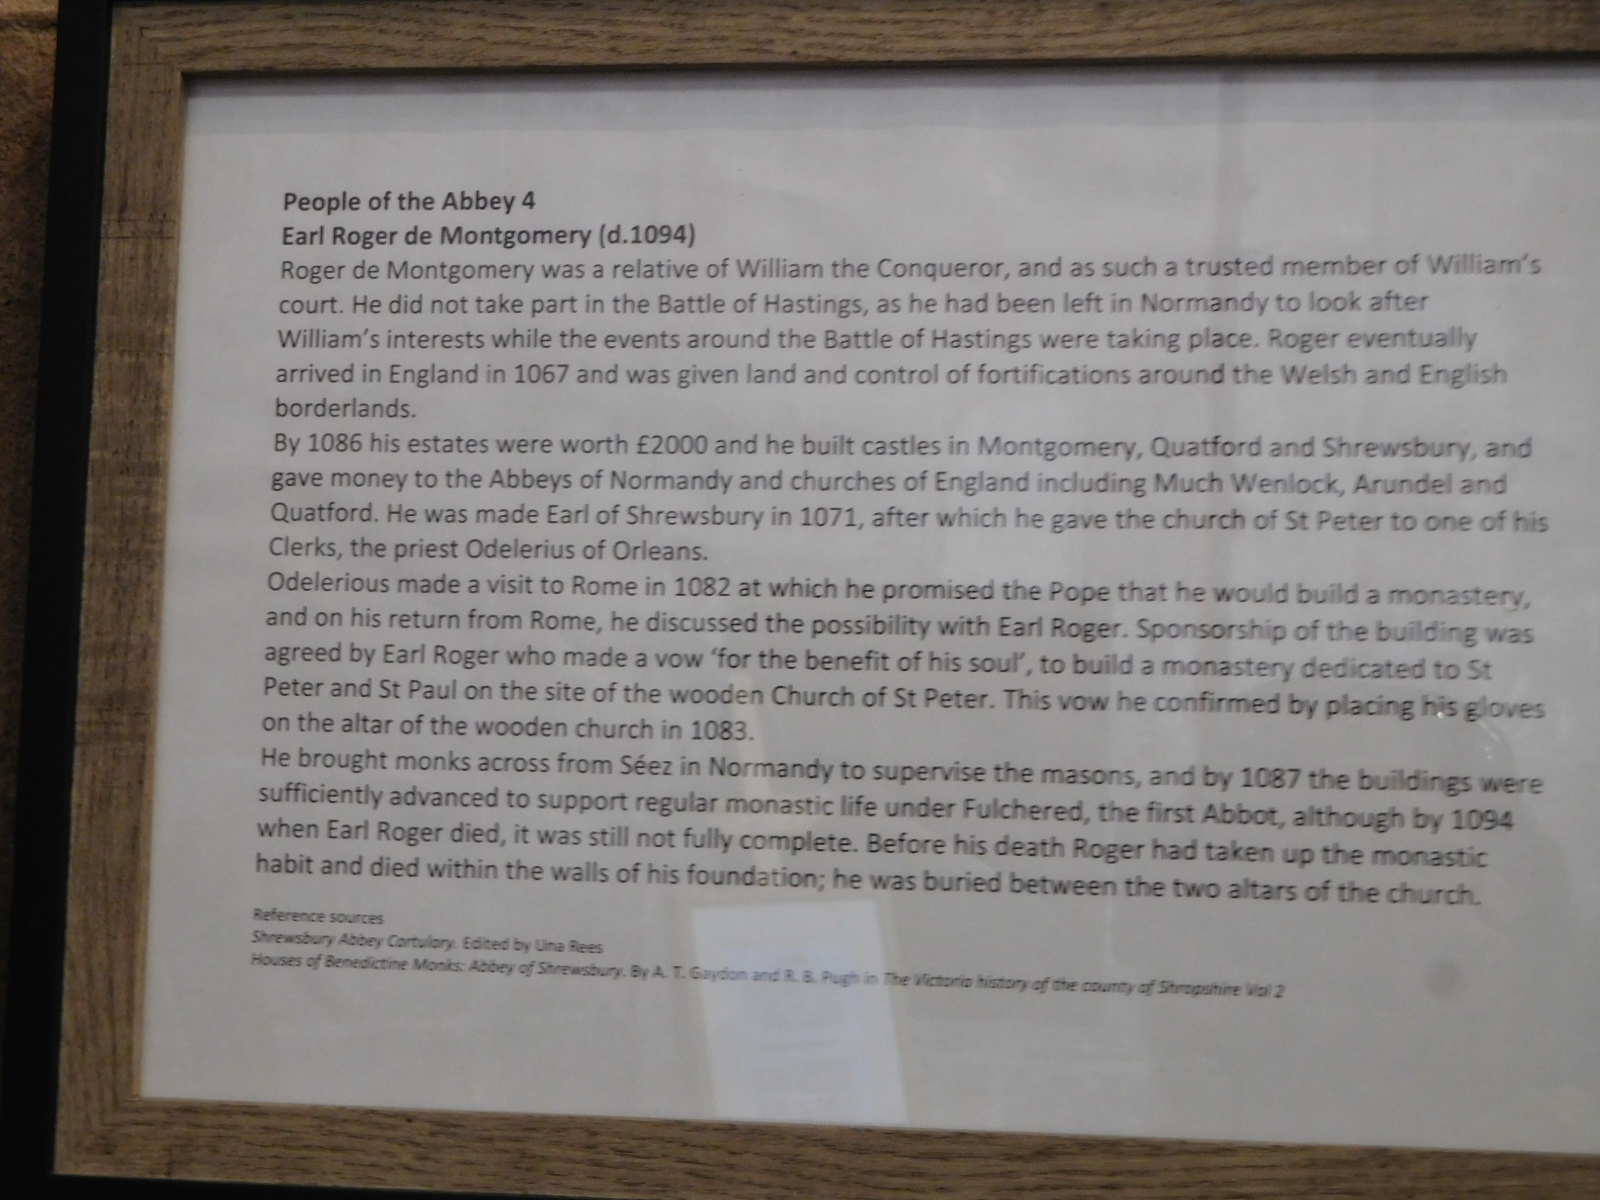 People of the Abbey 4
Earl Roger de Montgomery (d.1094)
Roger de Montgomery was a relative of William the Conqueror, and as such a trusted member of William's
court. He did not take part in the Battle of Hastings, as he had been left in Normandy to look after
William's interests while the events around the Battle of Hastings were taking place. Roger eventually
arrived in England in 1067 and was given land and control of fortifications around the Welsh and English
borderlands.
By 1086 his estates were worth £2000 and he built castles in Montgomery, Quatford and Shrewsbury, and
gave money to the Abbeys of Normandy and churches of England including Much Wenlock, Arundel and
Quatford. He was made Earl of Shrewsbury in 1071, after which he gave the church of St Peter to one of his
Clerks, the priest Odelerius of Orleans.
Odelerious made a visit to Rome in 1082 at which he promised the Pope that he would build a monastery,
and on his return from Rome, he discussed the possibility with Earl Roger. Sponsorship of the building was
agreed by Earl Roger who made a vow 'for the benefit of his soul', to build a monastery dedicated to St
Peter and St Paul on the site of the wooden Church of St Peter. This vow he confirmed by placing his gloves
on the altar of the wooden church in 1083.
He brought monks across from Séez in Normandy to supervise the masons, and by 1087 the buildings were
sufficiently advanced to support regular monastic life under Fulchered, the first Abbot, although by 1094
when Earl Roger died, it was still not fully complete. Before his death Roger had taken up the monastic
habit and died within the walls of his foundation; he was buried between the two altars of the church.
Reference sources
Shrewsbury Abbey Cartulary. Edited by Una Rees
Houses of Benedictine Monks: Abbey of Shrewsbury. By A. T. Gaydon and R. B. Pugh in The Victoria history of the county of Shropshire Vol 2